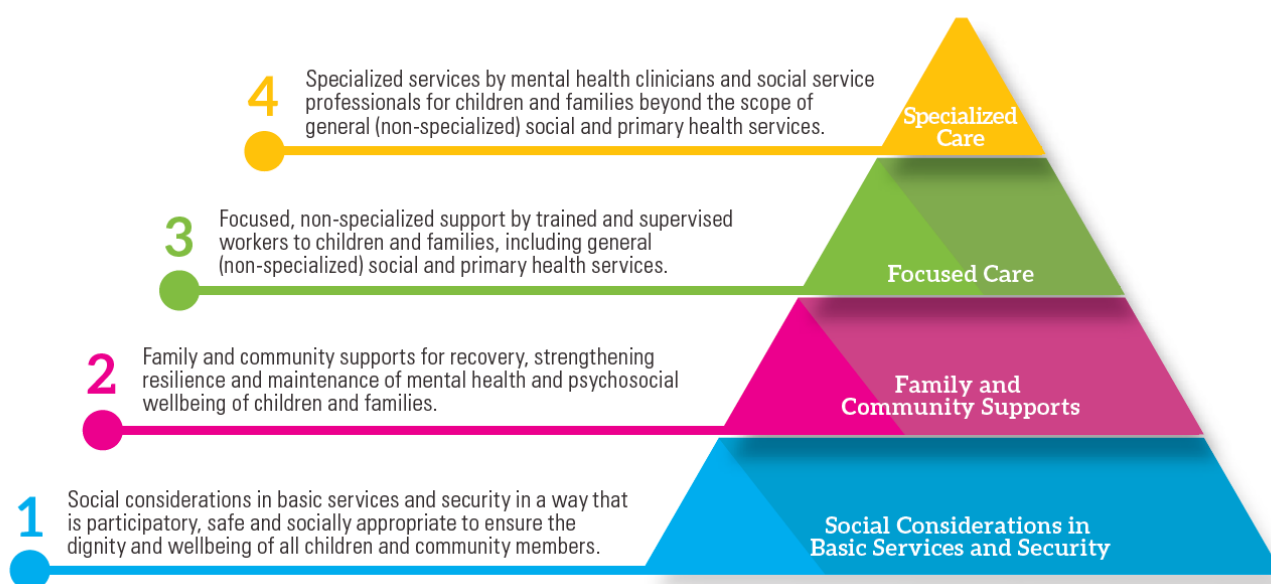 4
Specialized services by mental health clinicians and social service
professionals for children and families beyond the scope of
general (non-specialized) social and primary health services.
Specialized
Care
3
Focused, non-specialized support by trained and supervised
workers to children and families, including general
(non-specialized) social and primary health services.
Focused Care
2
Family and community supports for recovery, strengthening
resilience and maintenance of mental health and psychosocial
wellbeing of children and families.
Family and
Community Supports
1
Social considerations in basic services and security in a way that
is participatory, safe and socially appropriate to ensure the
dignity and wellbeing of all children and community members.
Social Considerations in
Basic Services and Security